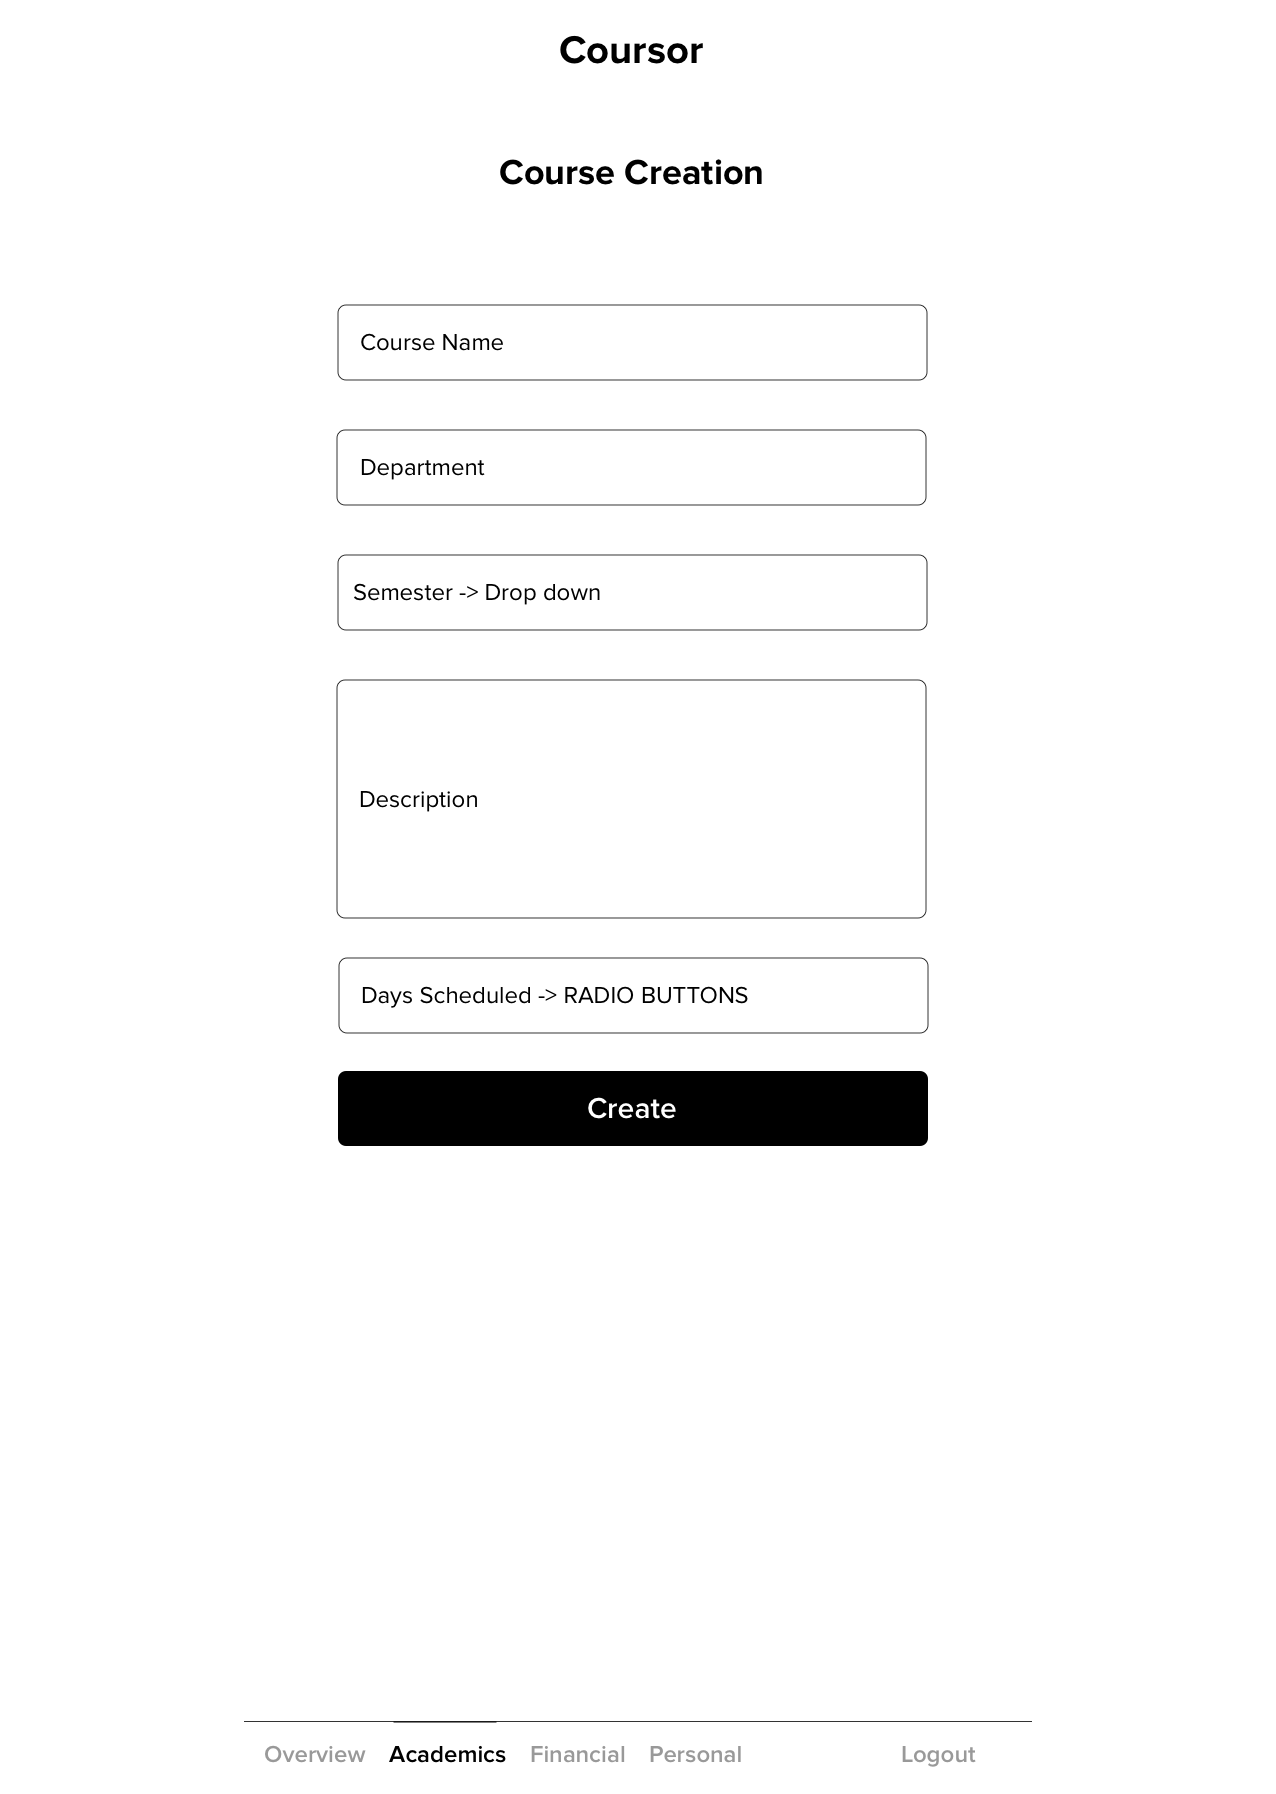 Coursor
Course Creation
Course Name
Department
Semester -> Drop down
Description
Days Scheduled -> RADIO BUTTONS
Create
Overview Academics Financial Personal Logout